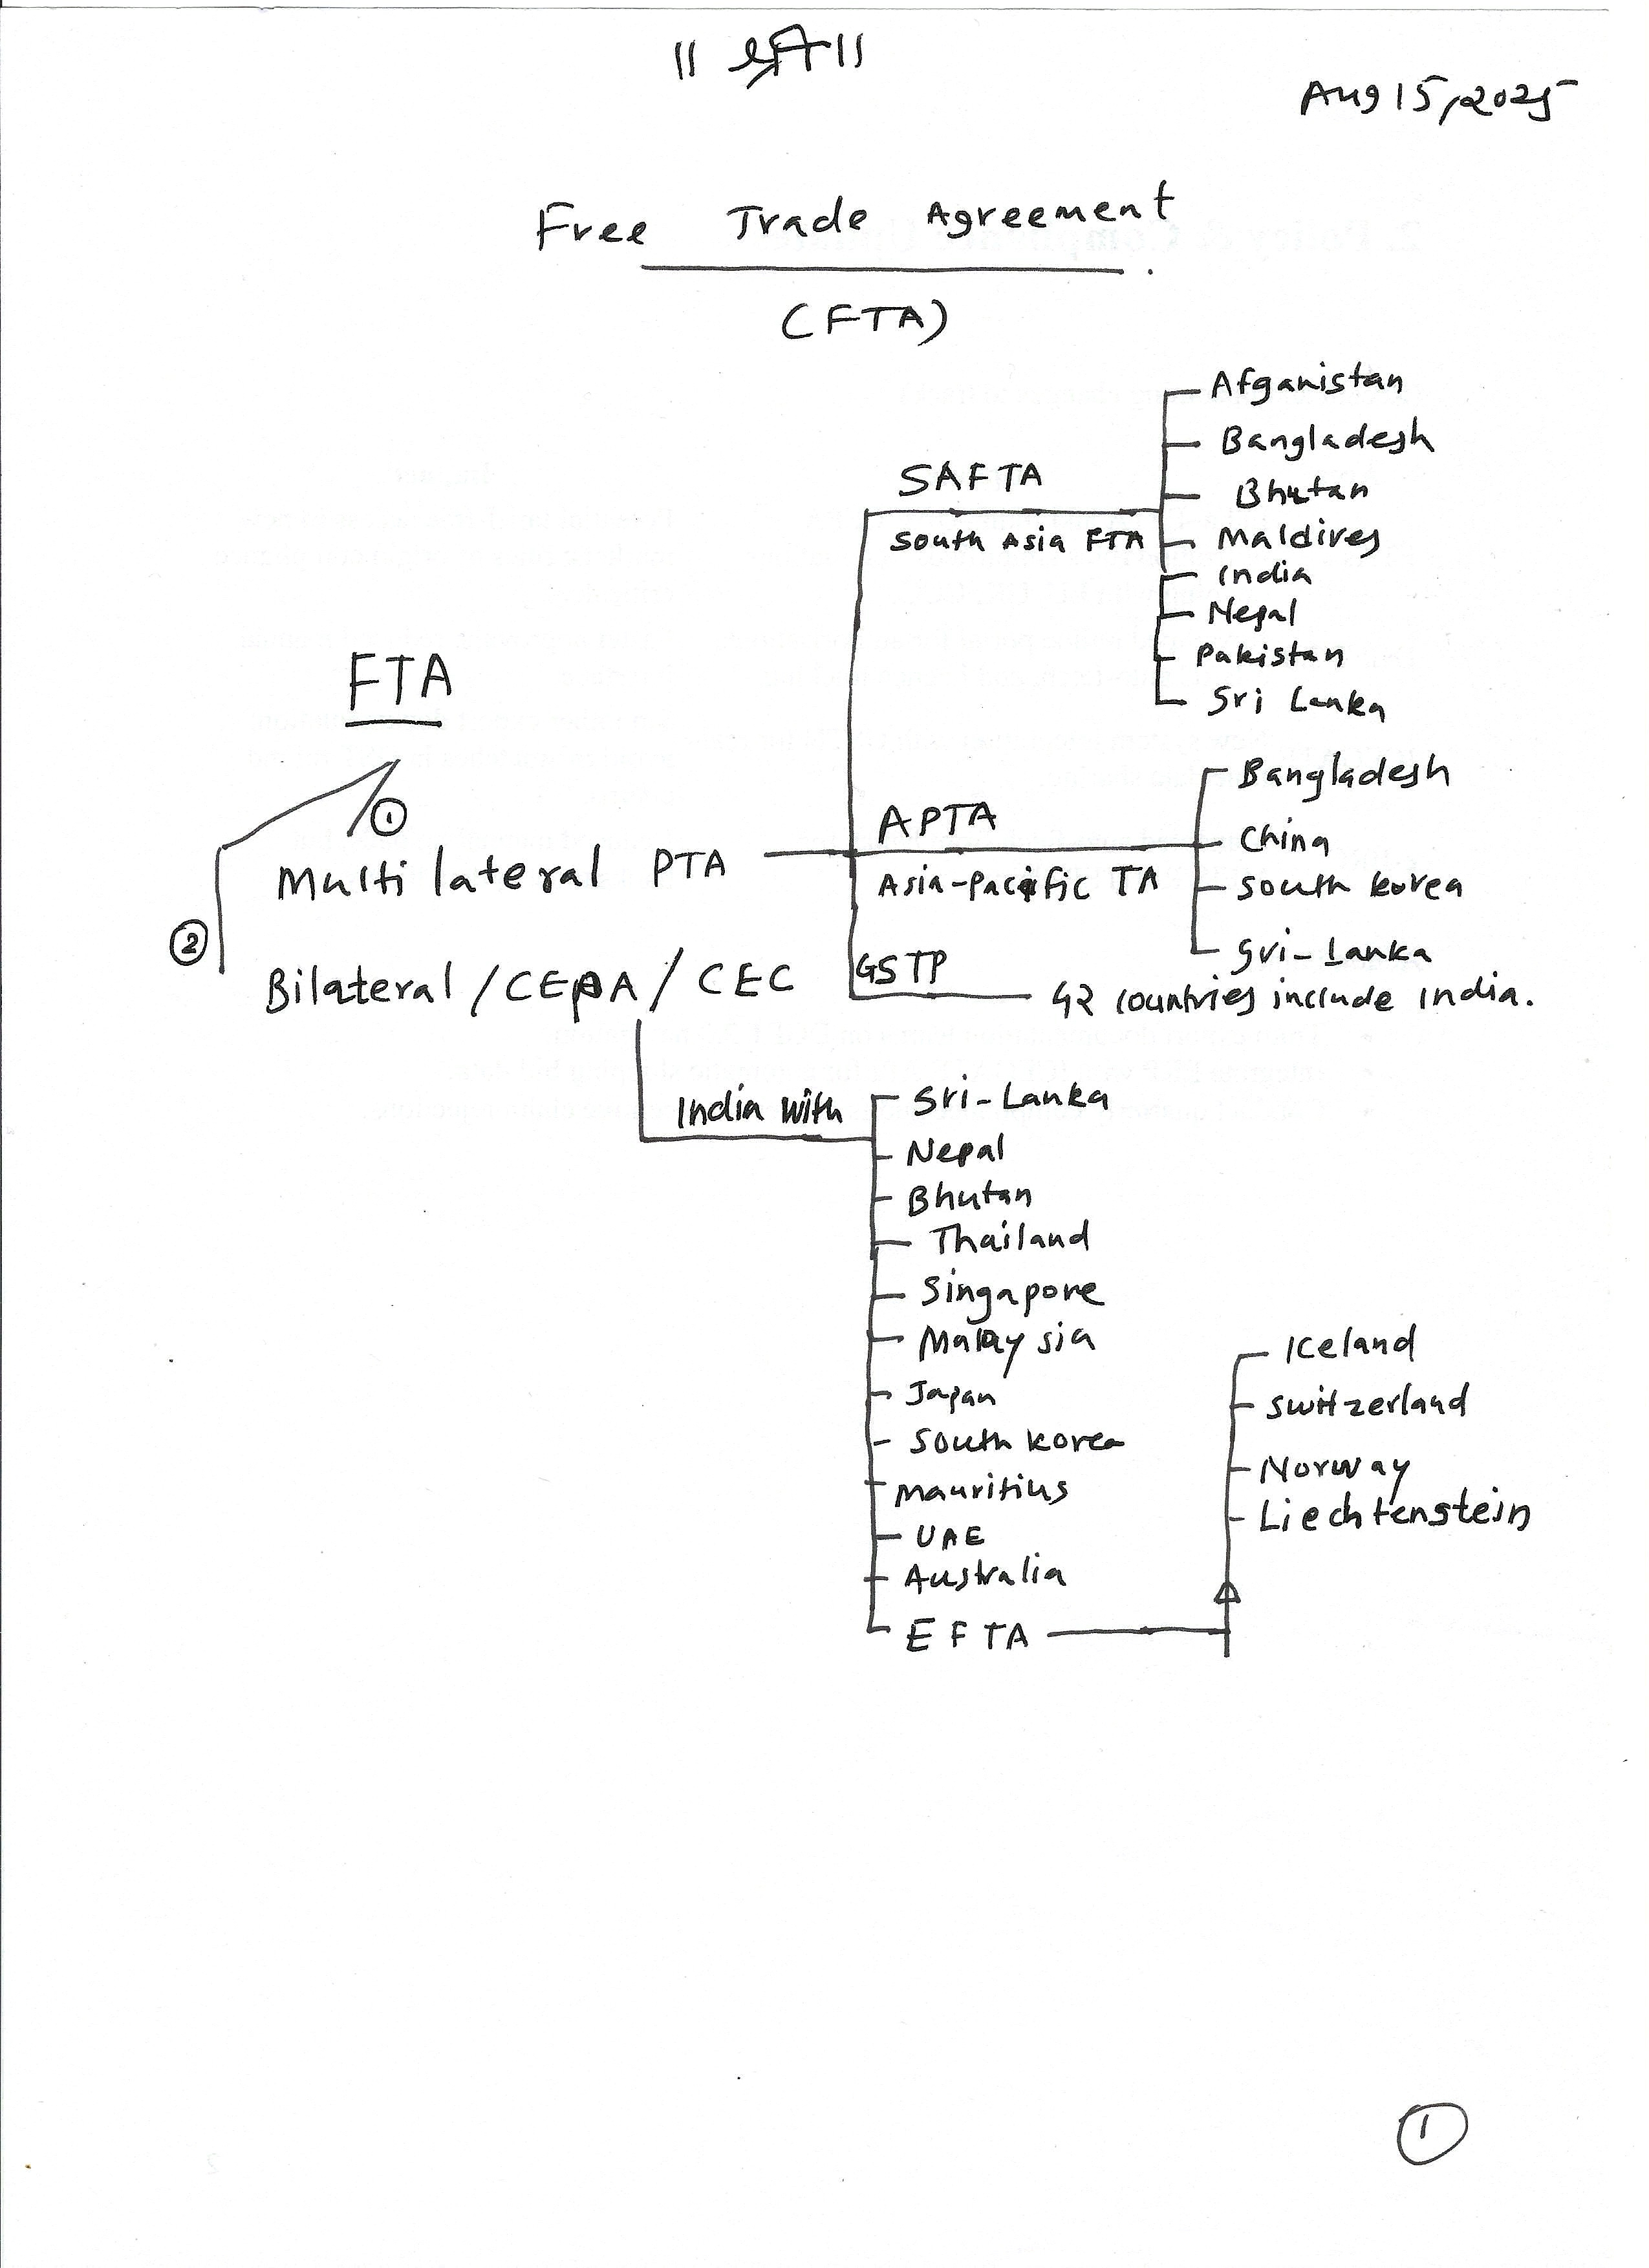 ॥ श्री ॥
Aug 15, 2025
Free Trade Agreement
(FTA)
Afganistan
Bangladesh
SAFTA
Bhutan
South Asia FTA
Maldives
India
Nepal
Pakistan
FTA
Sri Lanka
Bangladesh
1
APTA
China
Multi lateral PTA
Asia-Pacific TA
South korea
2
Sri-Lanka
Bilateral / CEPA / CEC
GSTP
42 countries include India.
India with
Sri-Lanka
Nepal
Bhutan
Thailand
Singapore
Malaysia
Iceland
Japan
Switzerland
South korea
Norway
Mauritius
Liechtenstein
UAE
Australia
EFTA
1